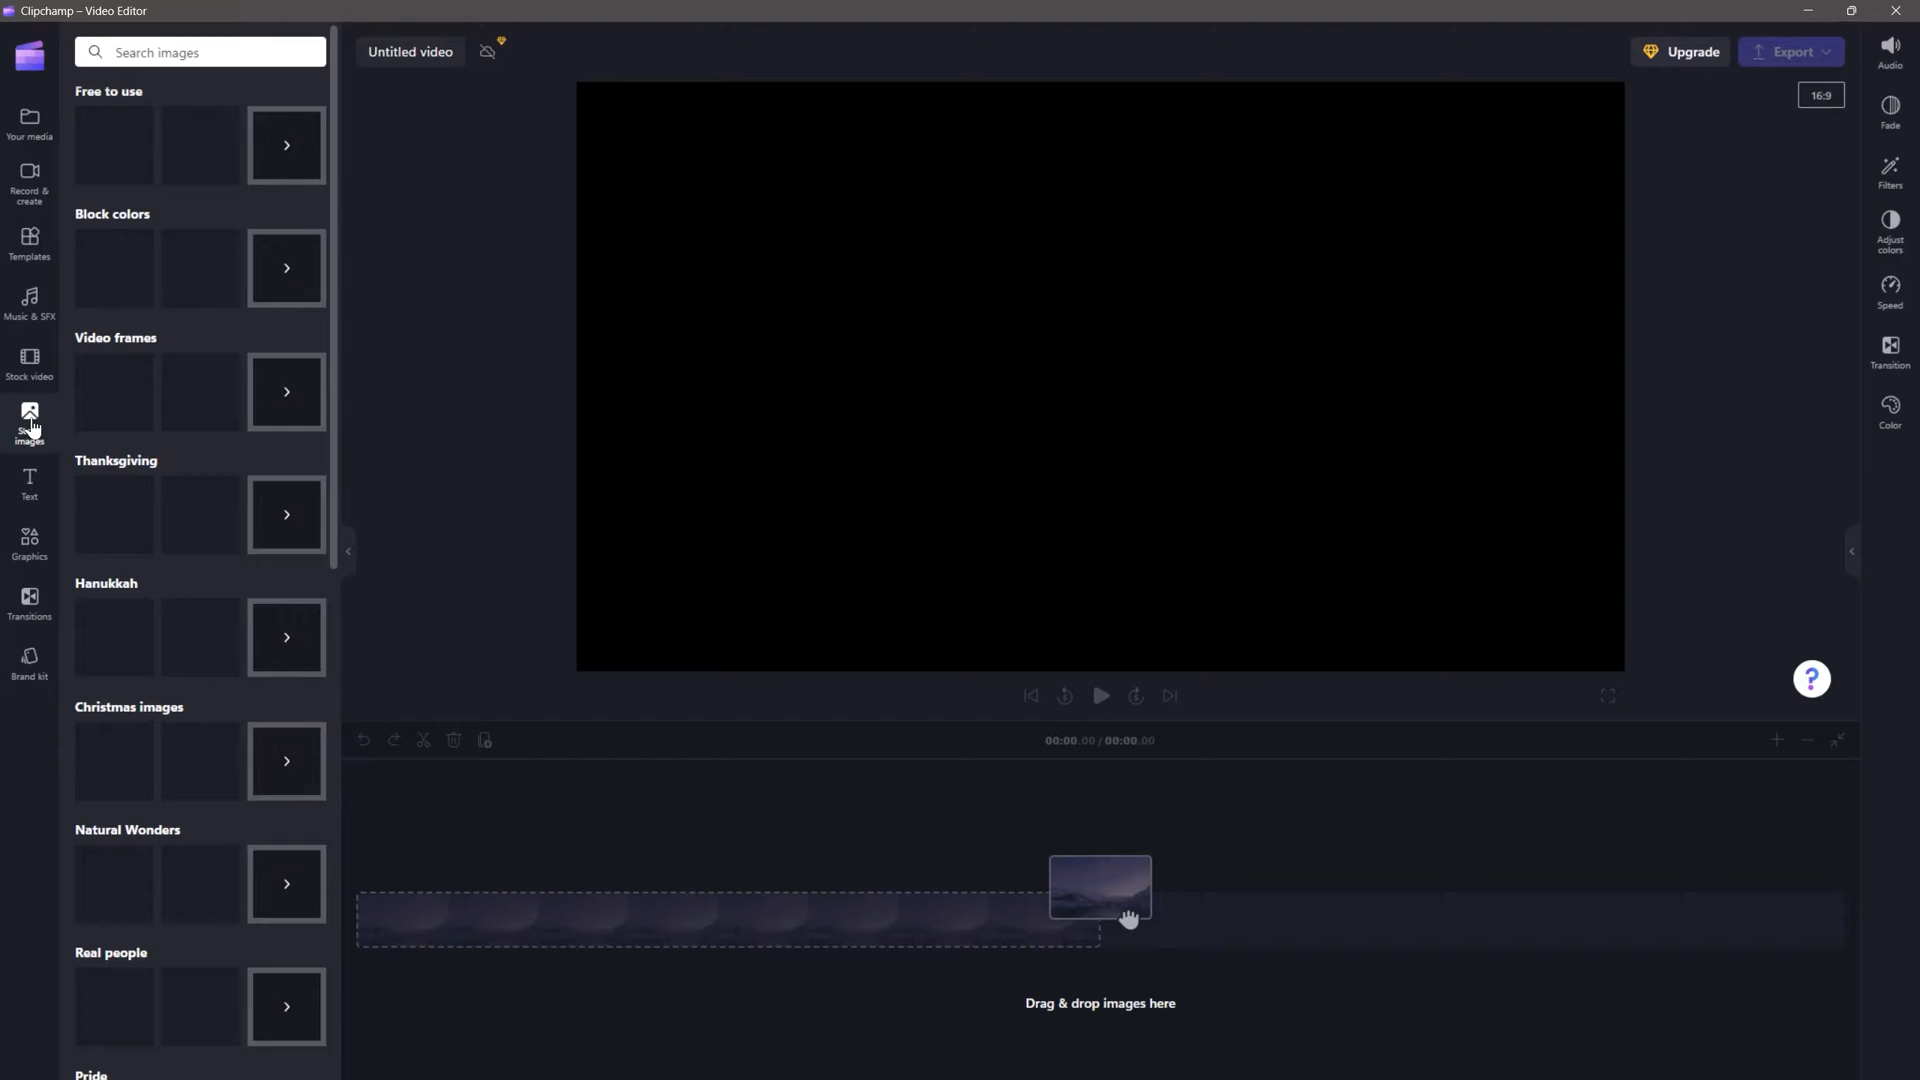 Clipchamp – Video Editor
Search images
Untitled video
Upgrade
Export
Audio
16:9
Free to use
Your media
Fade
Record &
create
Filters
Block colors
Templates
Adjust
colors
Music & SFX
Speed
Video frames
Stock video
Transition
images
Color
Thanksgiving
Text
Graphics
Hanukkah
Transitions
Brand kit
?
Christmas images
00:00.00 / 00:00.00
Natural Wonders
Real people
Drag & drop images here
Pride